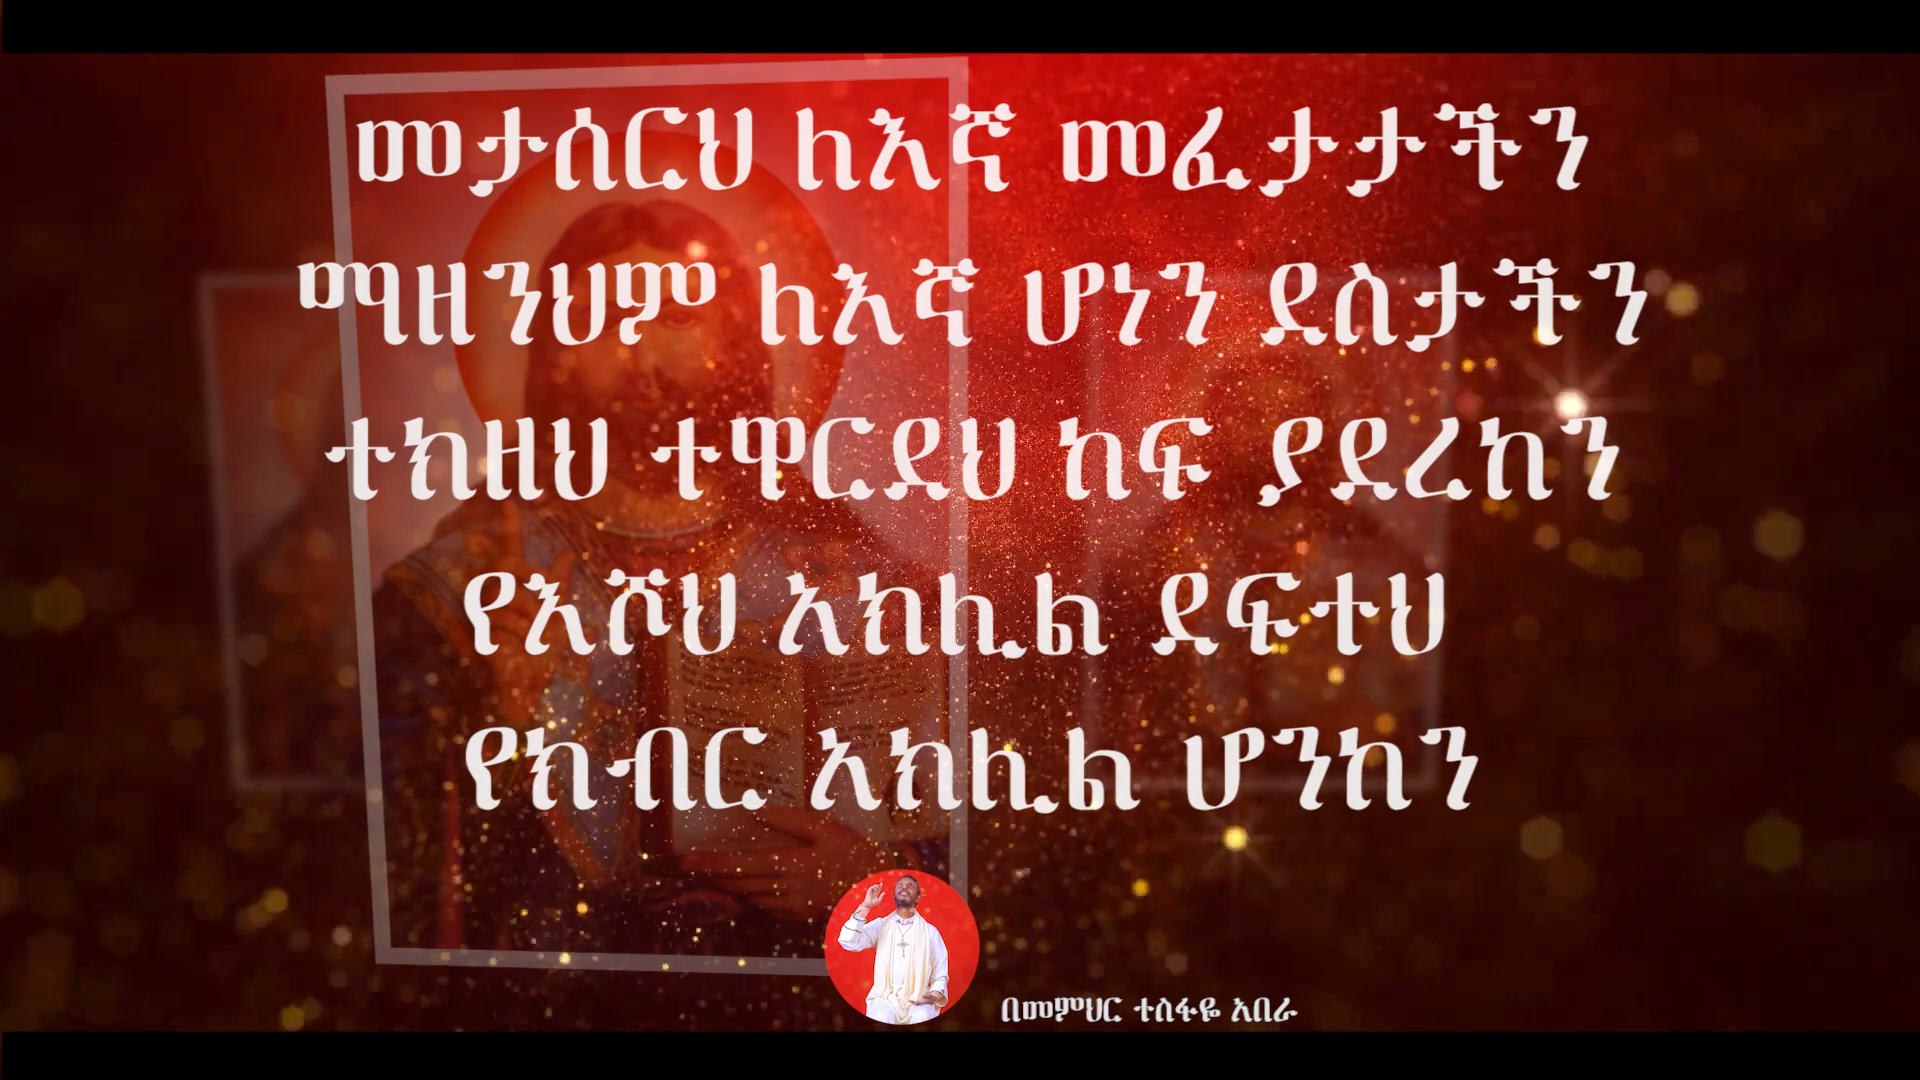 መታሰርህ ለእኛ መፈታታችን
ማዘንህም ለእኛ ሆነን ደስታችን
ተክዘህ ተዋርደህ ከፍ ያደረከን
የእሾህ አክሊል ደፍተህ
የክብር አክሊል ሆንከን
በመምህር ተስፋዬ አበራ